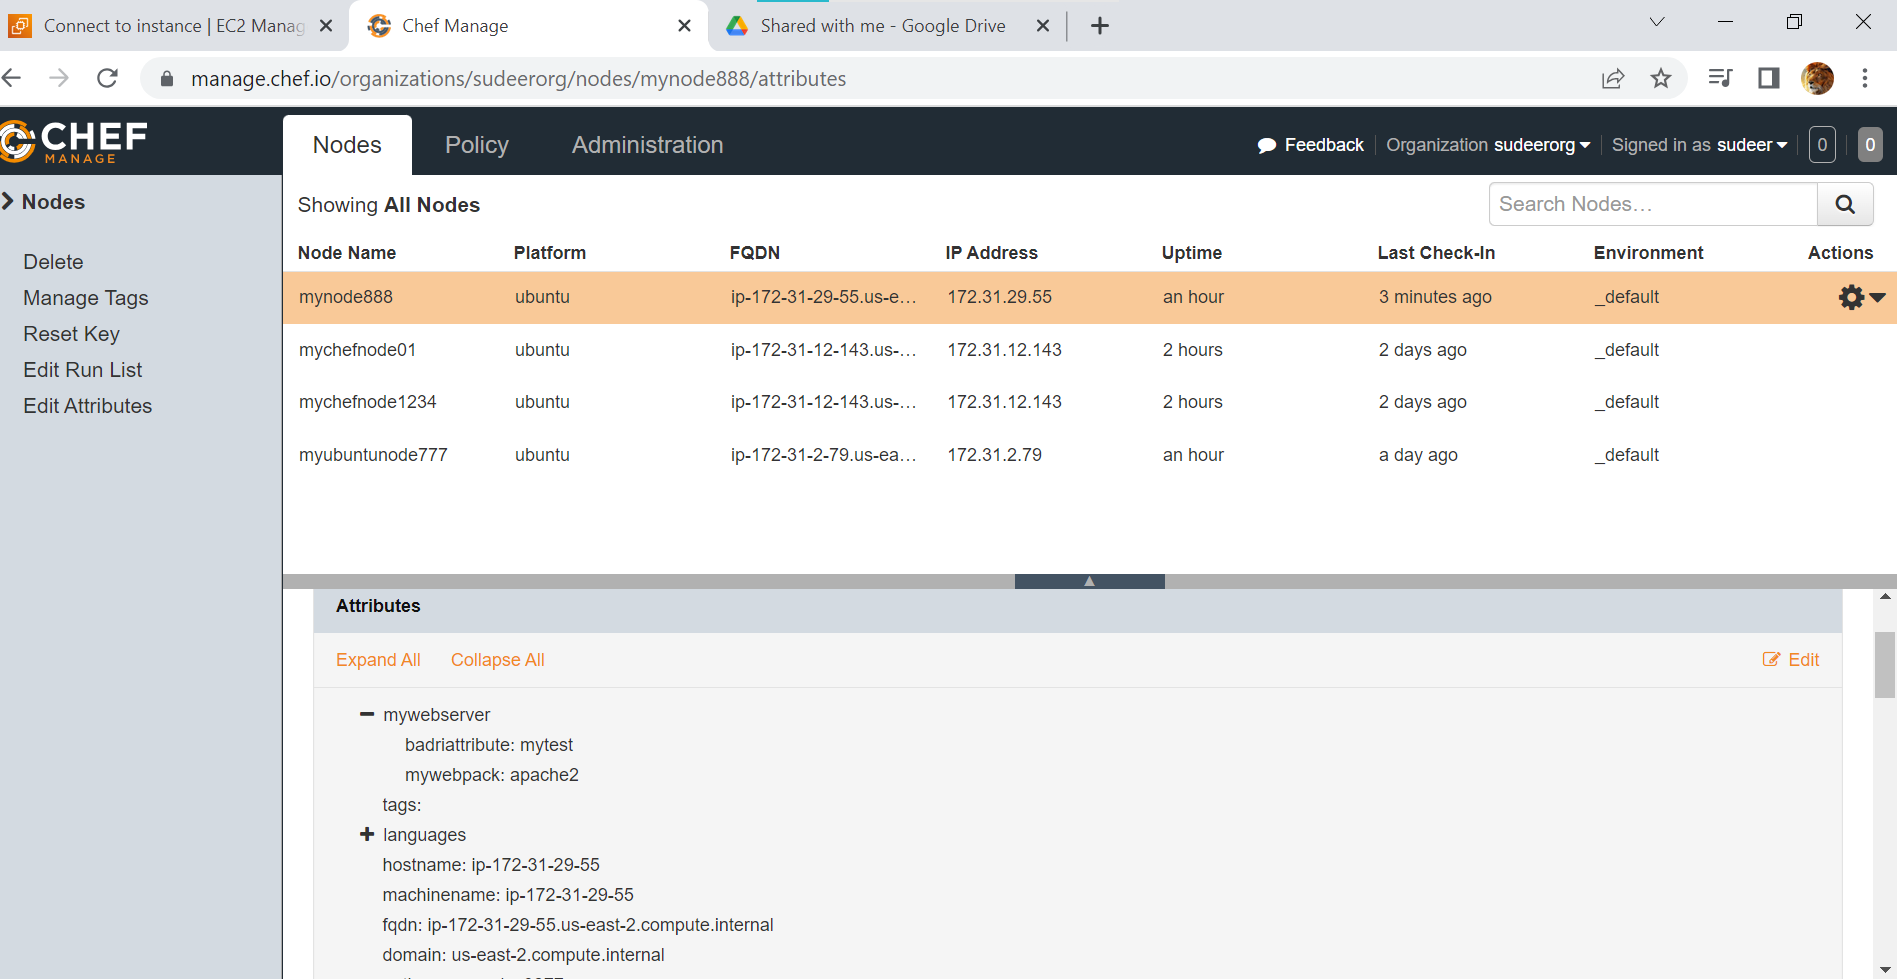 Connect to instance | EC2 Manag
Chef Manage
Shared with me - Google Drive
manage.chef.io/organizations/sudeerorg/nodes/mynode888/attributes
CHEF
MANAGE
Nodes
Policy
Administration
Feedback
Organization sudeerorg
Signed in as sudeer
0
0
Nodes
Delete
Manage Tags
Reset Key
Edit Run List
Edit Attributes
Showing All Nodes
Search Nodes...
Node Name Platform FQDN IP Address Uptime Last Check-In Environment Actions
mynode888 ubuntu ip-172-31-29-55.us-e... 172.31.29.55 an hour 3 minutes ago _default
mychefnode01 ubuntu ip-172-31-12-143.us-... 172.31.12.143 2 hours 2 days ago _default
mychefnode1234 ubuntu ip-172-31-12-143.us-... 172.31.12.143 2 hours 2 days ago _default
myubuntunode777 ubuntu ip-172-31-2-79.us-ea... 172.31.2.79 an hour a day ago _default
Attributes
Expand All Collapse All Edit
mywebserver
badriattribute: mytest
mywebpack: apache2
tags:
languages
hostname: ip-172-31-29-55
machinename: ip-172-31-29-55
fqdn: ip-172-31-29-55.us-east-2.compute.internal
domain: us-east-2.compute.internal